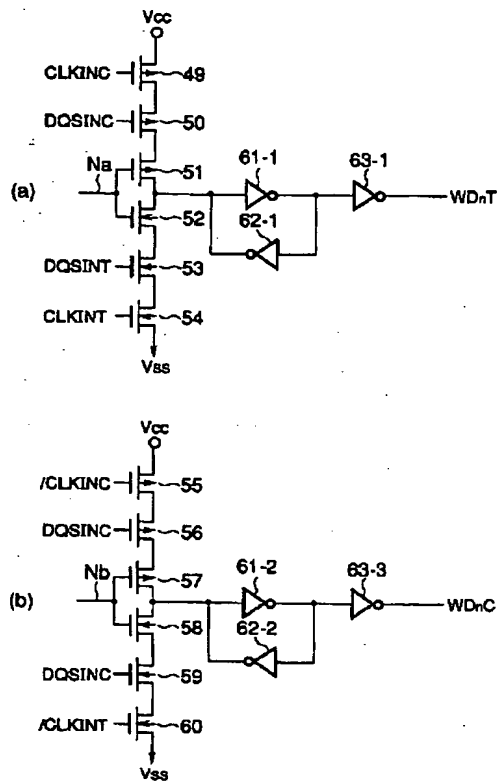 Vcc
CLKINC 49
DQSINC 50
Na 51 61-1 63-1
(a) 52 62-1 WDnT
DQSINT 53
CLKINT 54
Vss
Vcc
/CLKINC 55
DQSINC 56
Nb 57 61-2 63-3
(b) 58 62-2 WDnC
DQSINC 59
/CLKINT 60
Vss